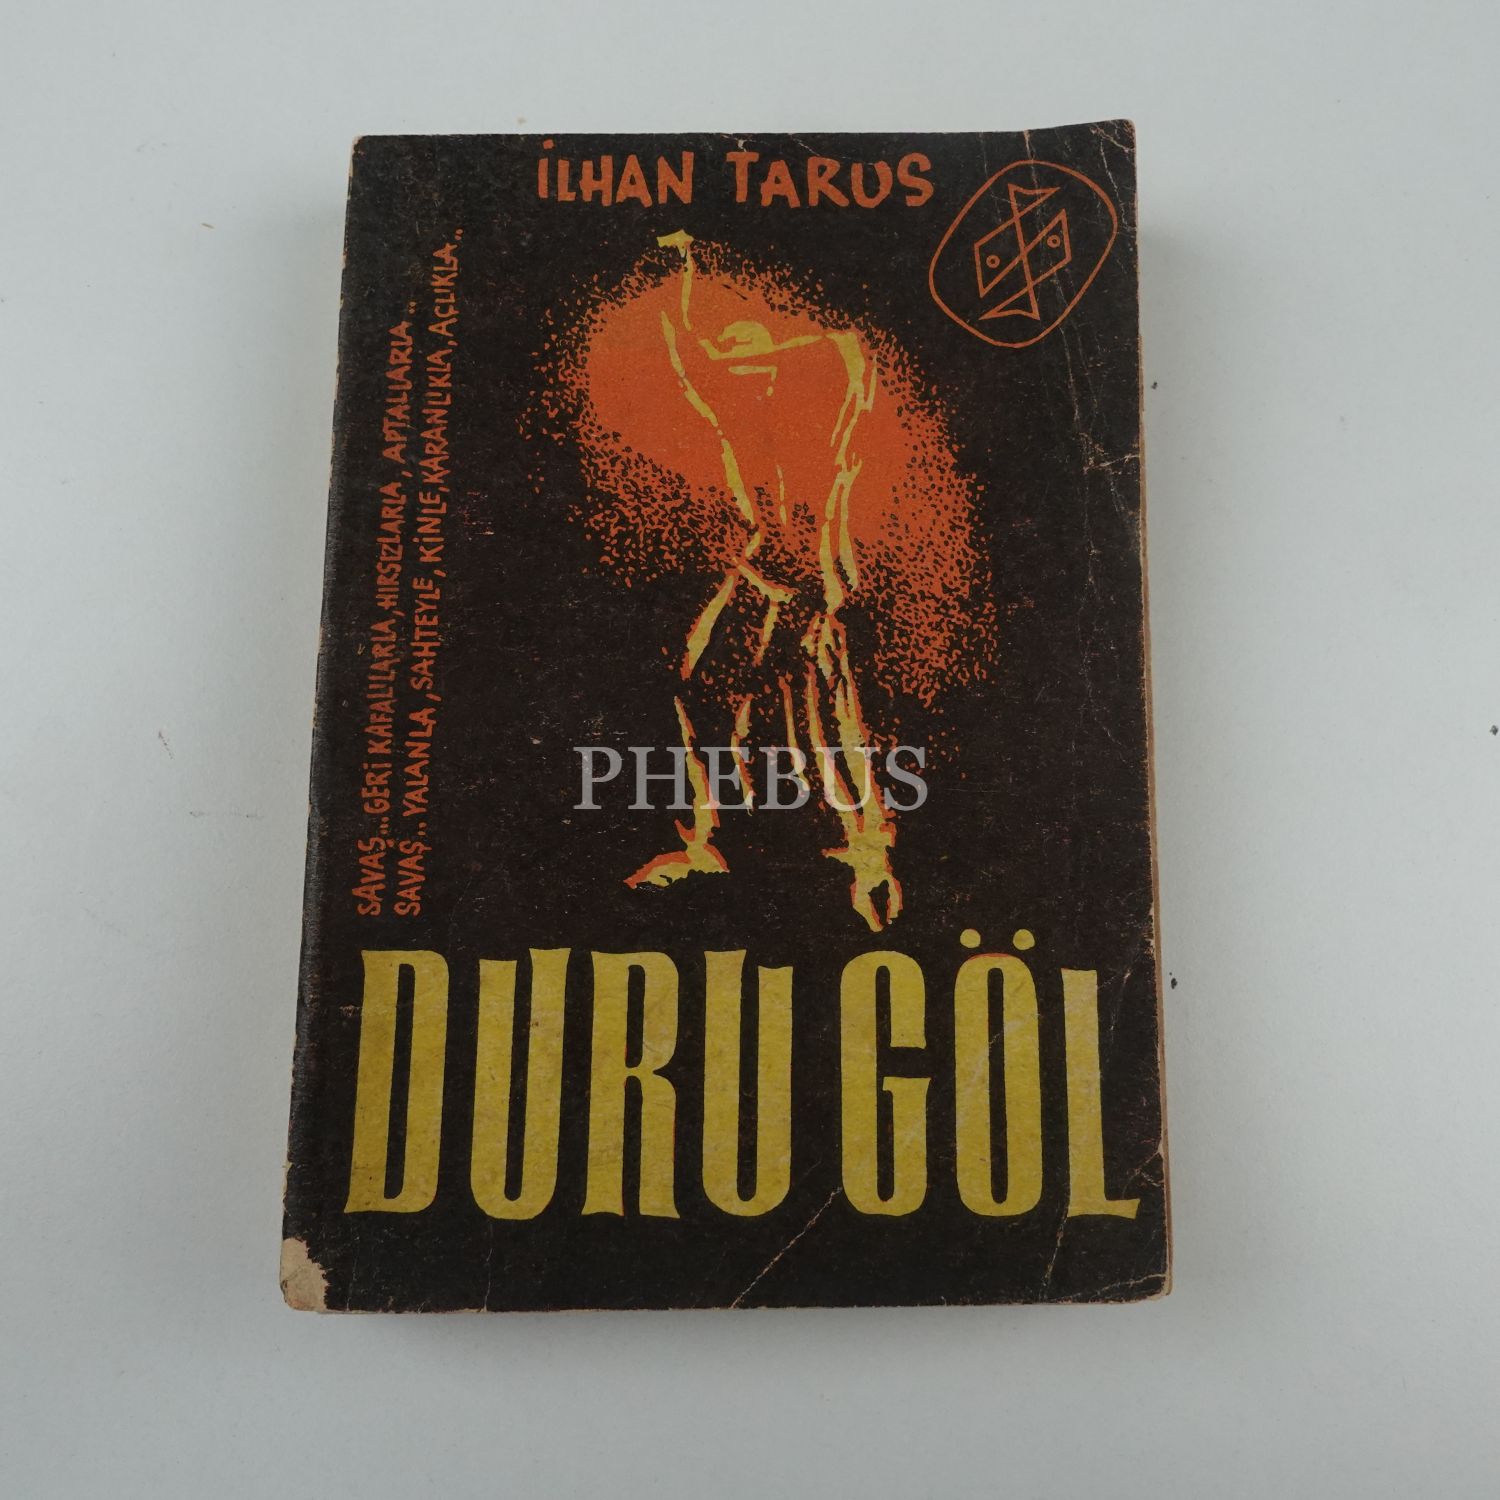 İLHAN TARUS
SAVAŞ...GERİ KAFALILARLA, HIRSIZLARLA, APTALLARLA...
SAVAŞ.. YALANLA, SAHTEYLE, KİNLE, KARANLIKLA, AÇLIKLA..
PHEBUS
DURU GÖL